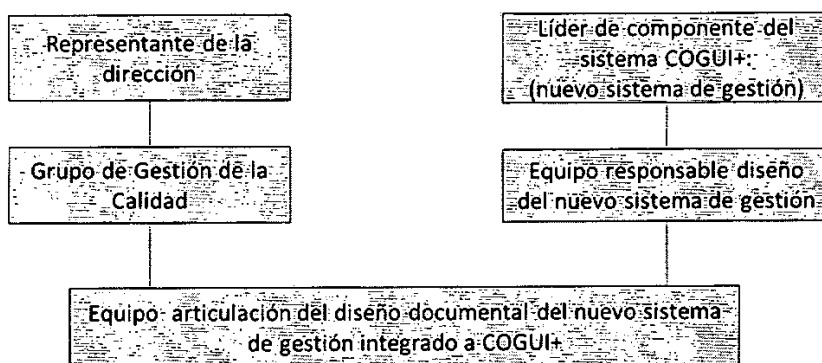 Representante de la
dirección
Líder de componente del
sistema COGUI+:
(nuevo sistema de gestión)
Grupo de Gestión de la
Calidad
Equipo responsable diseño
del nuevo sistema de gestión
Equipo articulación del diseño documental del nuevo sistema
de gestión integrado a COGUI+